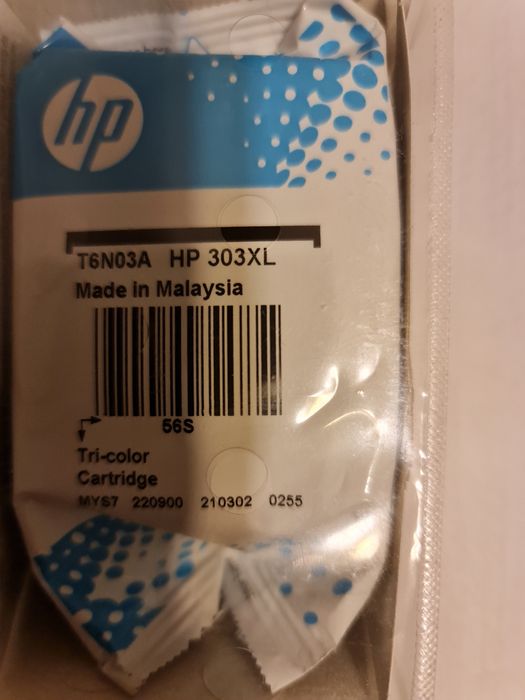 hp
T6N03A HP 303XL
Made in Malaysia
56S
Tri-color
Cartridge
MYS7 220900 210302 0255